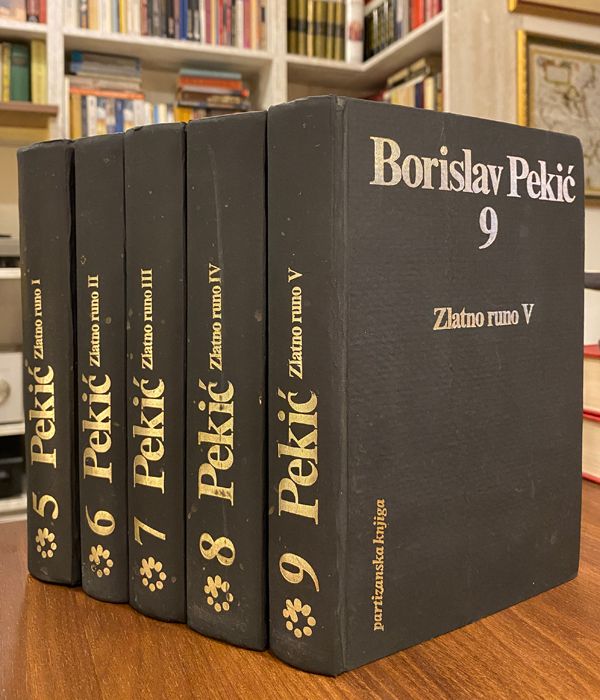 5 Pekić Zlatno runo I
6 Pekić Zlatno runo II
7 Pekić Zlatno runo III
8 Pekić Zlatno runo IV
9 Pekić Zlatno runo V
Borislav Pekić
9
Zlatno runo V
partizanska knjiga